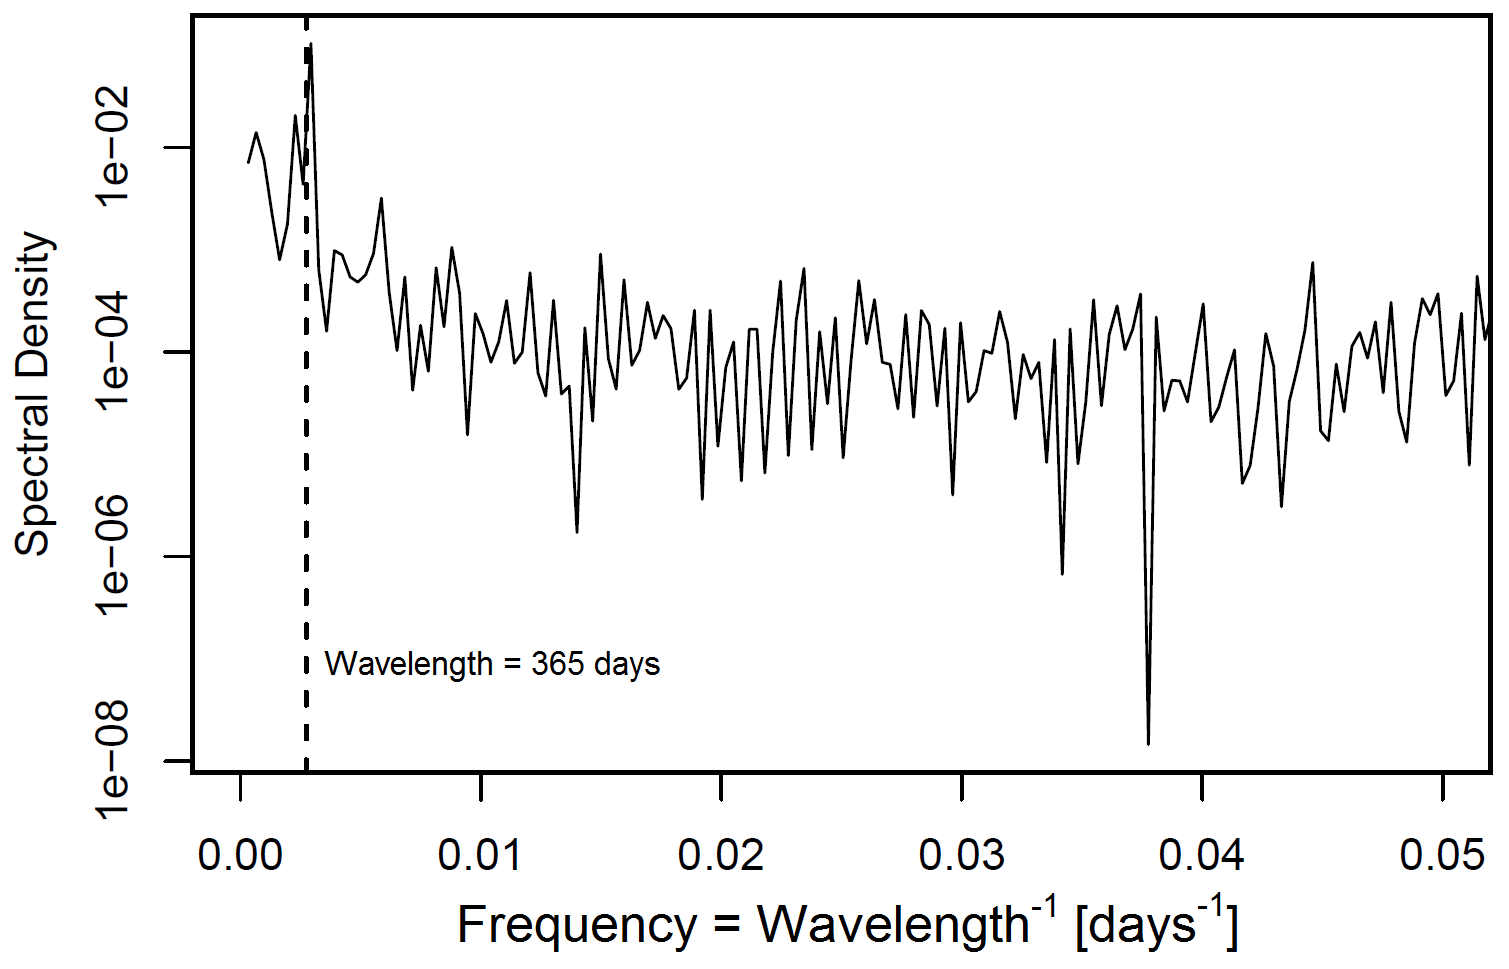 Spectral Density
1e−02
1e−04
1e−06
1e−08
Wavelength = 365 days
0.00 0.01 0.02 0.03 0.04 0.05
Frequency = Wavelength⁻¹ [days⁻¹]